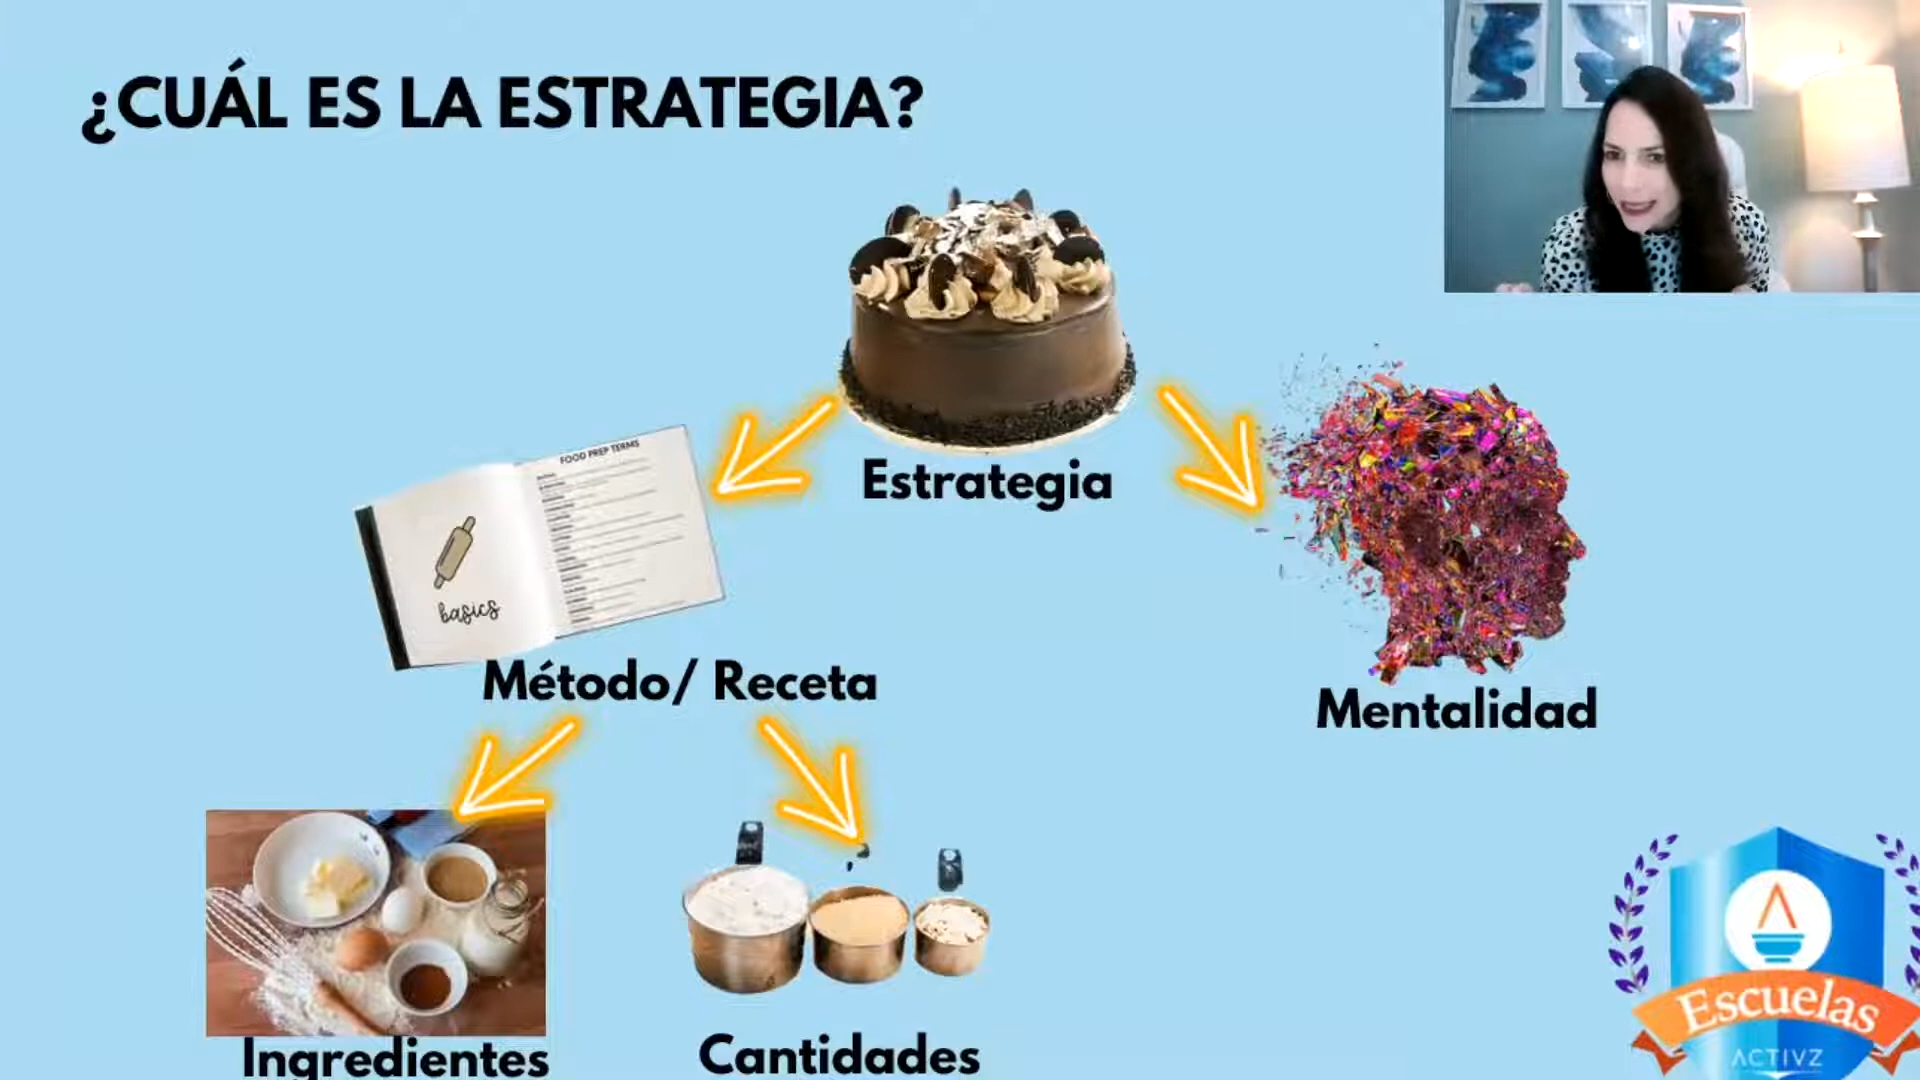 ¿CUÁL ES LA ESTRATEGIA?
Estrategia
FOOD PREP TERMS
basics
Método/ Receta
Mentalidad
Ingredientes
Cantidades
Escuelas
ACTIVZ